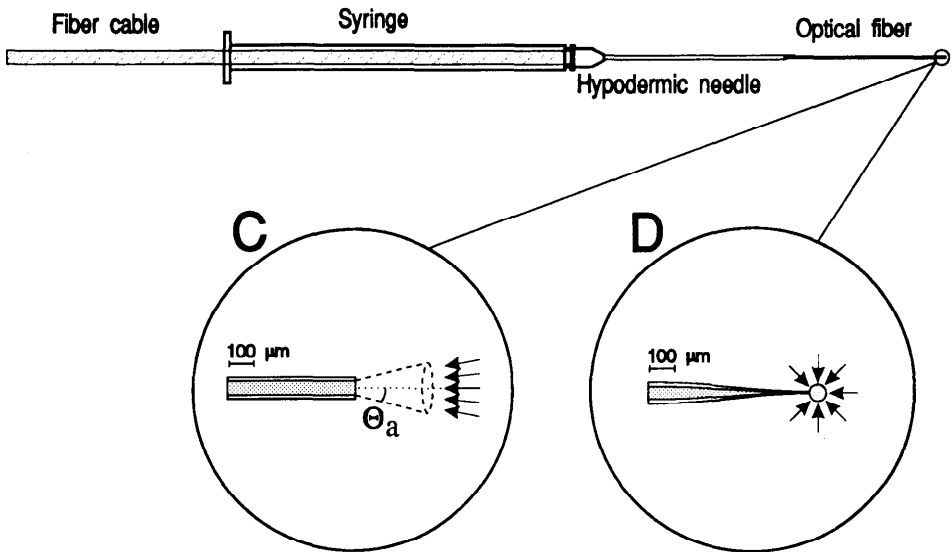 Fiber cable
Syringe
Optical fiber
Hypodermic needle
C
D
100 µm
100 µm
Θa